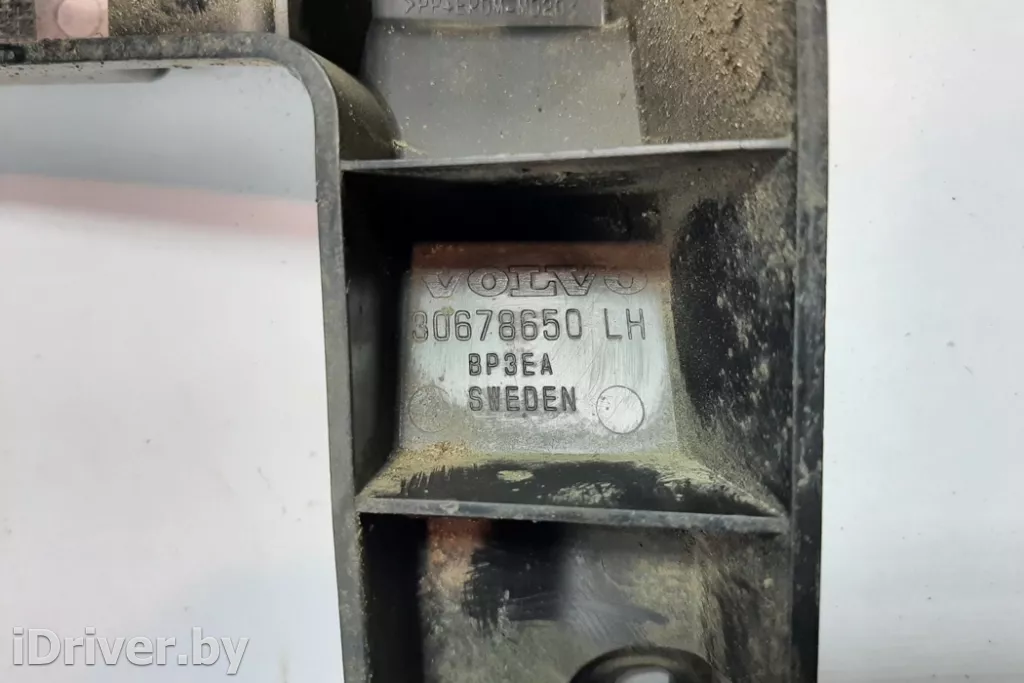 VOLVO
30678650 LH
BP3EA
SWEDEN
iDriver.by